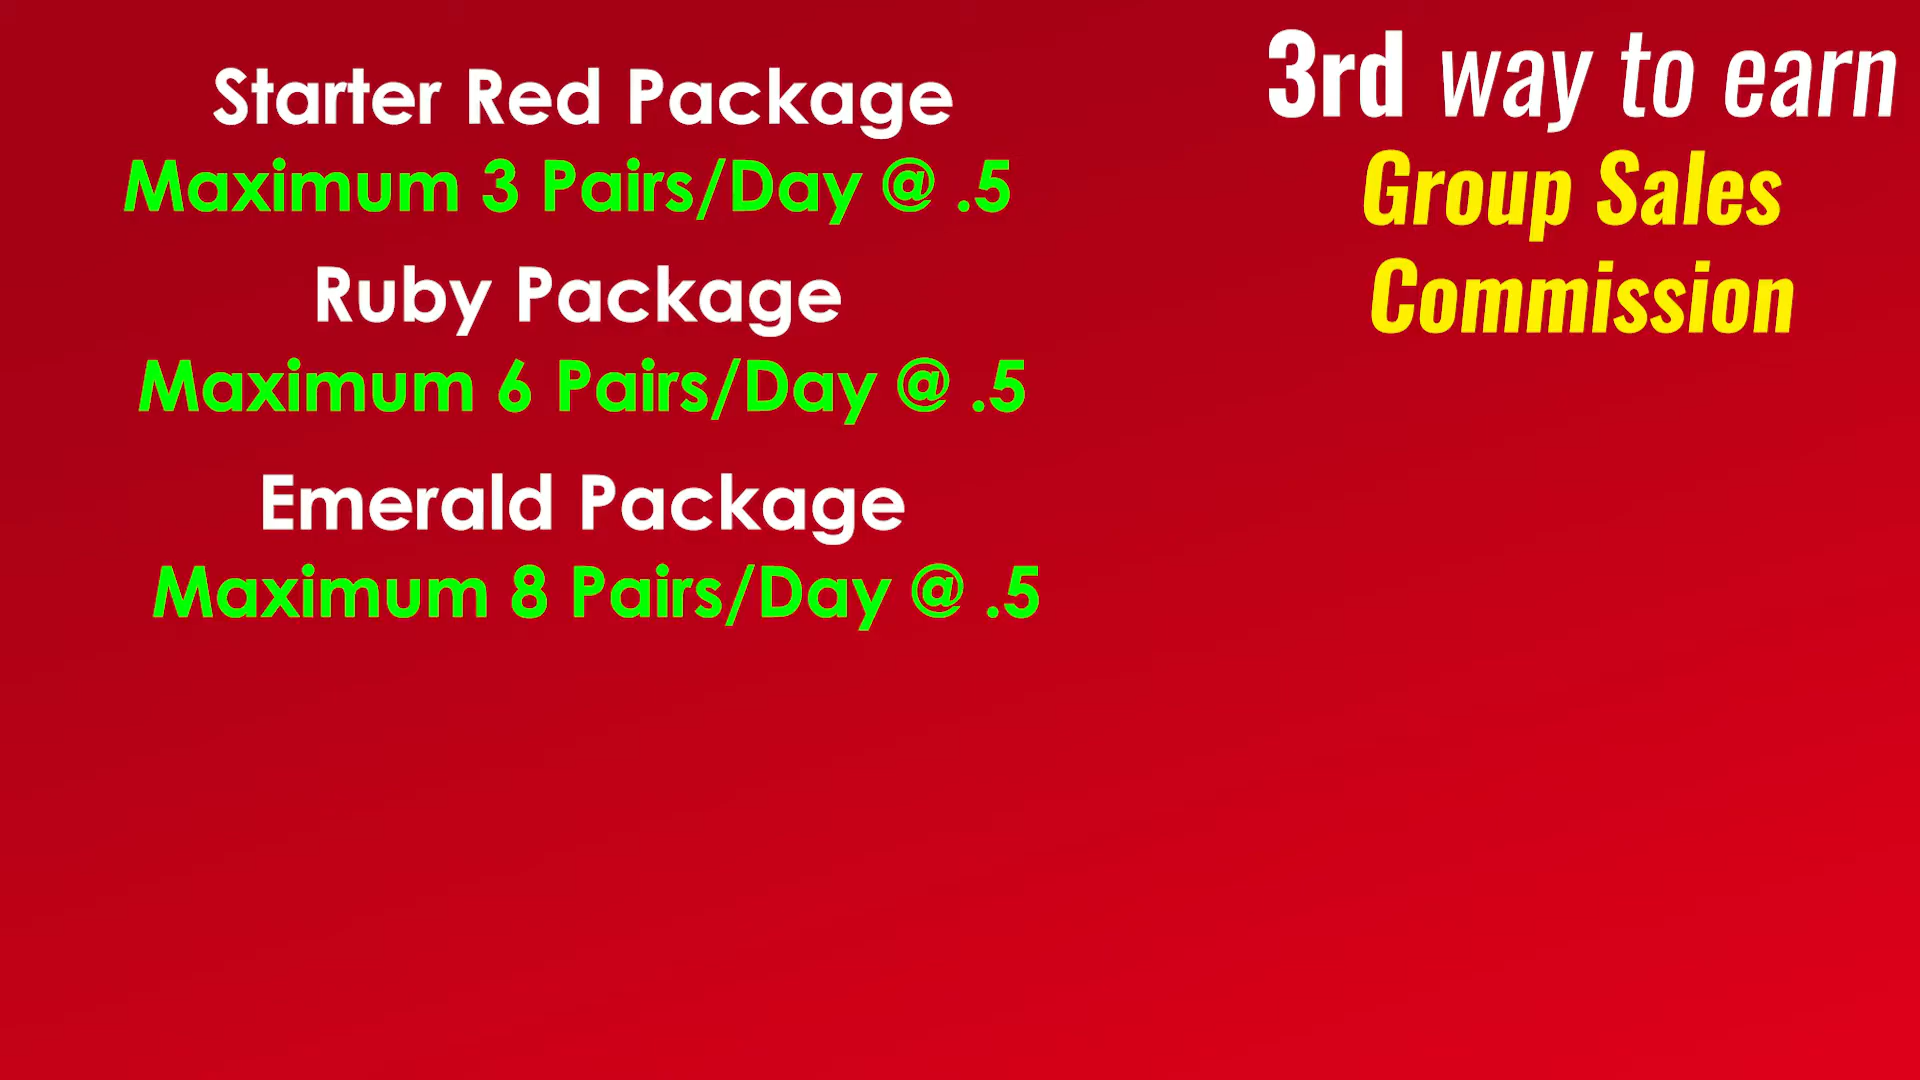 Starter Red Package
Maximum 3 Pairs/Day @ .5
Ruby Package
Maximum 6 Pairs/Day @ .5
Emerald Package
Maximum 8 Pairs/Day @ .5
3rd way to earn
Group Sales
Commission